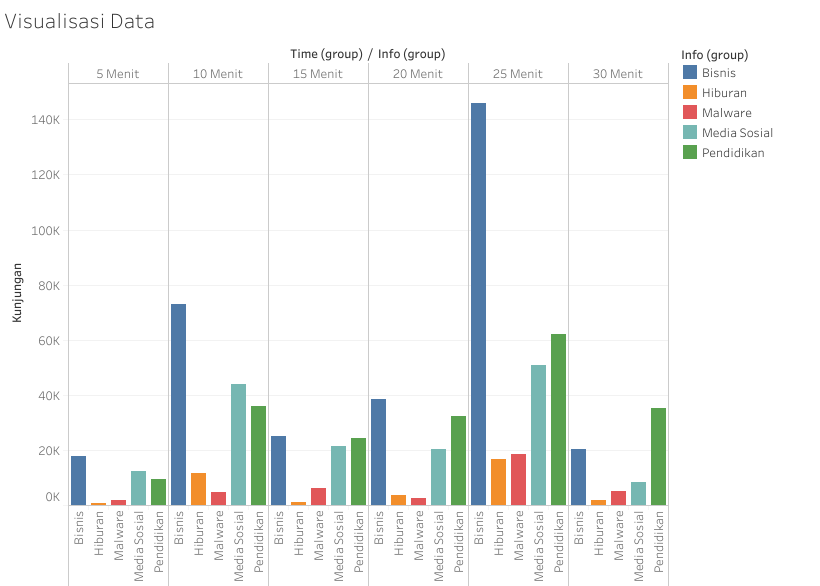 Visualisasi Data
Time (group) / Info (group)
5 Menit 10 Menit 15 Menit 20 Menit 25 Menit 30 Menit
Kunjungan
140K
120K
100K
80K
60K
40K
20K
0K
Bisnis Hiburan Malware Media Sosial Pendidikan Bisnis Hiburan Malware Media Sosial Pendidikan Bisnis Hiburan Malware Media Sosial Pendidikan Bisnis Hiburan Malware Media Sosial Pendidikan Bisnis Hiburan Malware Media Sosial Pendidikan Bisnis Hiburan Malware Media Sosial Pendidikan
Info (group)
Bisnis
Hiburan
Malware
Media Sosial
Pendidikan